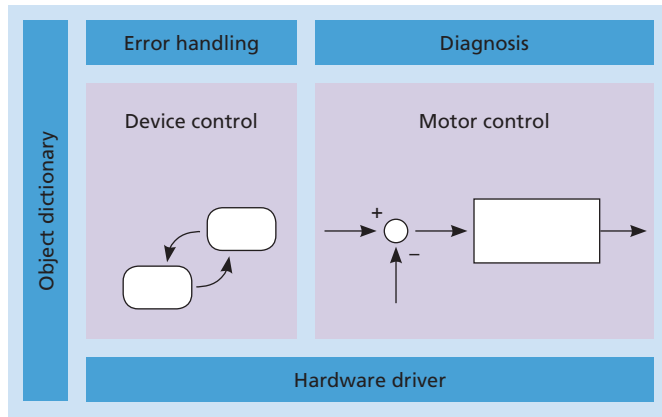 Object dictionary
Error handling
Diagnosis
Device control
Motor control
+
−
Hardware driver